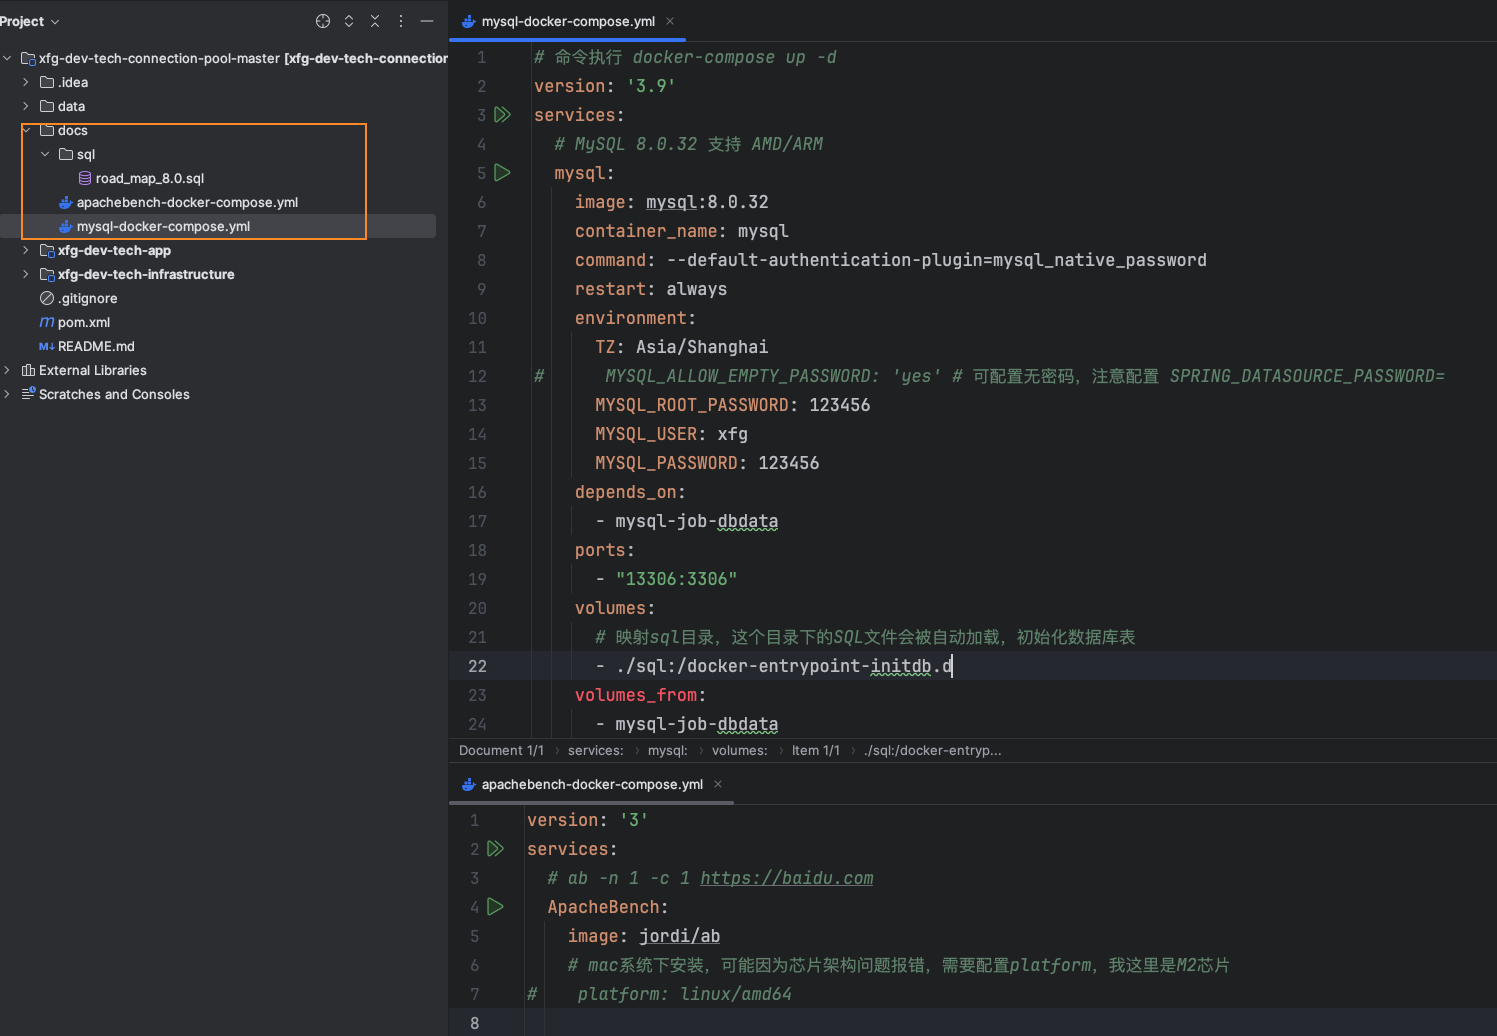 Project
xfg-dev-tech-connection-pool-master [xfg-dev-tech-connection
.idea
data
docs
sql
road_map_8.0.sql
apachebench-docker-compose.yml
mysql-docker-compose.yml
xfg-dev-tech-app
xfg-dev-tech-infrastructure
.gitignore
pom.xml
README.md
External Libraries
Scratches and Consoles
mysql-docker-compose.yml
1 # 命令执行 docker-compose up -d
2 version: '3.9'
3 services:
4 # MySQL 8.0.32 支持 AMD/ARM
5 mysql:
6 image: mysql:8.0.32
7 container_name: mysql
8 command: --default-authentication-plugin=mysql_native_password
9 restart: always
10 environment:
11 TZ: Asia/Shanghai
12 # MYSQL_ALLOW_EMPTY_PASSWORD: 'yes' # 可配置无密码，注意配置 SPRING_DATASOURCE_PASSWORD=
13 MYSQL_ROOT_PASSWORD: 123456
14 MYSQL_USER: xfg
15 MYSQL_PASSWORD: 123456
16 depends_on:
17 - mysql-job-dbdata
18 ports:
19 - "13306:3306"
20 volumes:
21 # 映射sql目录，这个目录下的SQL文件会被自动加载，初始化数据库表
22 - ./sql:/docker-entrypoint-initdb.d
23 volumes_from:
24 - mysql-job-dbdata
Document 1/1 › services: › mysql: › volumes: › Item 1/1 › ./sql:/docker-entryp...
apachebench-docker-compose.yml
1 version: '3'
2 services:
3 # ab -n 1 -c 1 https://baidu.com
4 ApacheBench:
5 image: jordi/ab
6 # mac系统下安装，可能因为芯片架构问题报错，需要配置platform，我这里是M2芯片
7 # platform: linux/amd64
8